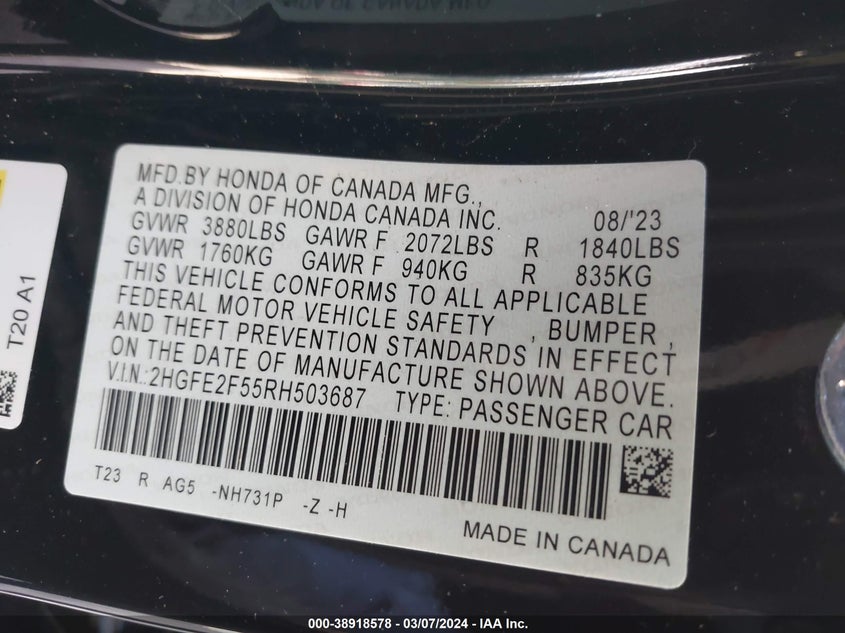 MFD.BY HONDA OF CANADA MFG.,
A DIVISION OF HONDA CANADA INC. 08/'23
GVWR 3880LBS GAWR F 2072LBS R 1840LBS
GVWR 1760KG GAWR F 940KG R 835KG
THIS VEHICLE CONFORMS TO ALL APPLICABLE
FEDERAL MOTOR VEHICLE SAFETY , BUMPER ,
AND THEFT PREVENTION STANDARDS IN EFFECT
ON THE DATE OF MANUFACTURE SHOWN ABOVE.
V.I.N.:2HGFE2F55RH503687 TYPE: PASSENGER CAR
T23 R AG5 -NH731P -Z -H
MADE IN CANADA
T20 A1
000-38918578 - 03/07/2024 - IAA Inc.